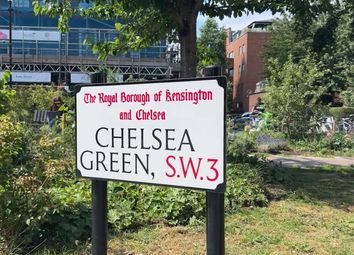 The Royal Borough of Kensington
and Chelsea
CHELSEA
GREEN, S.W.3